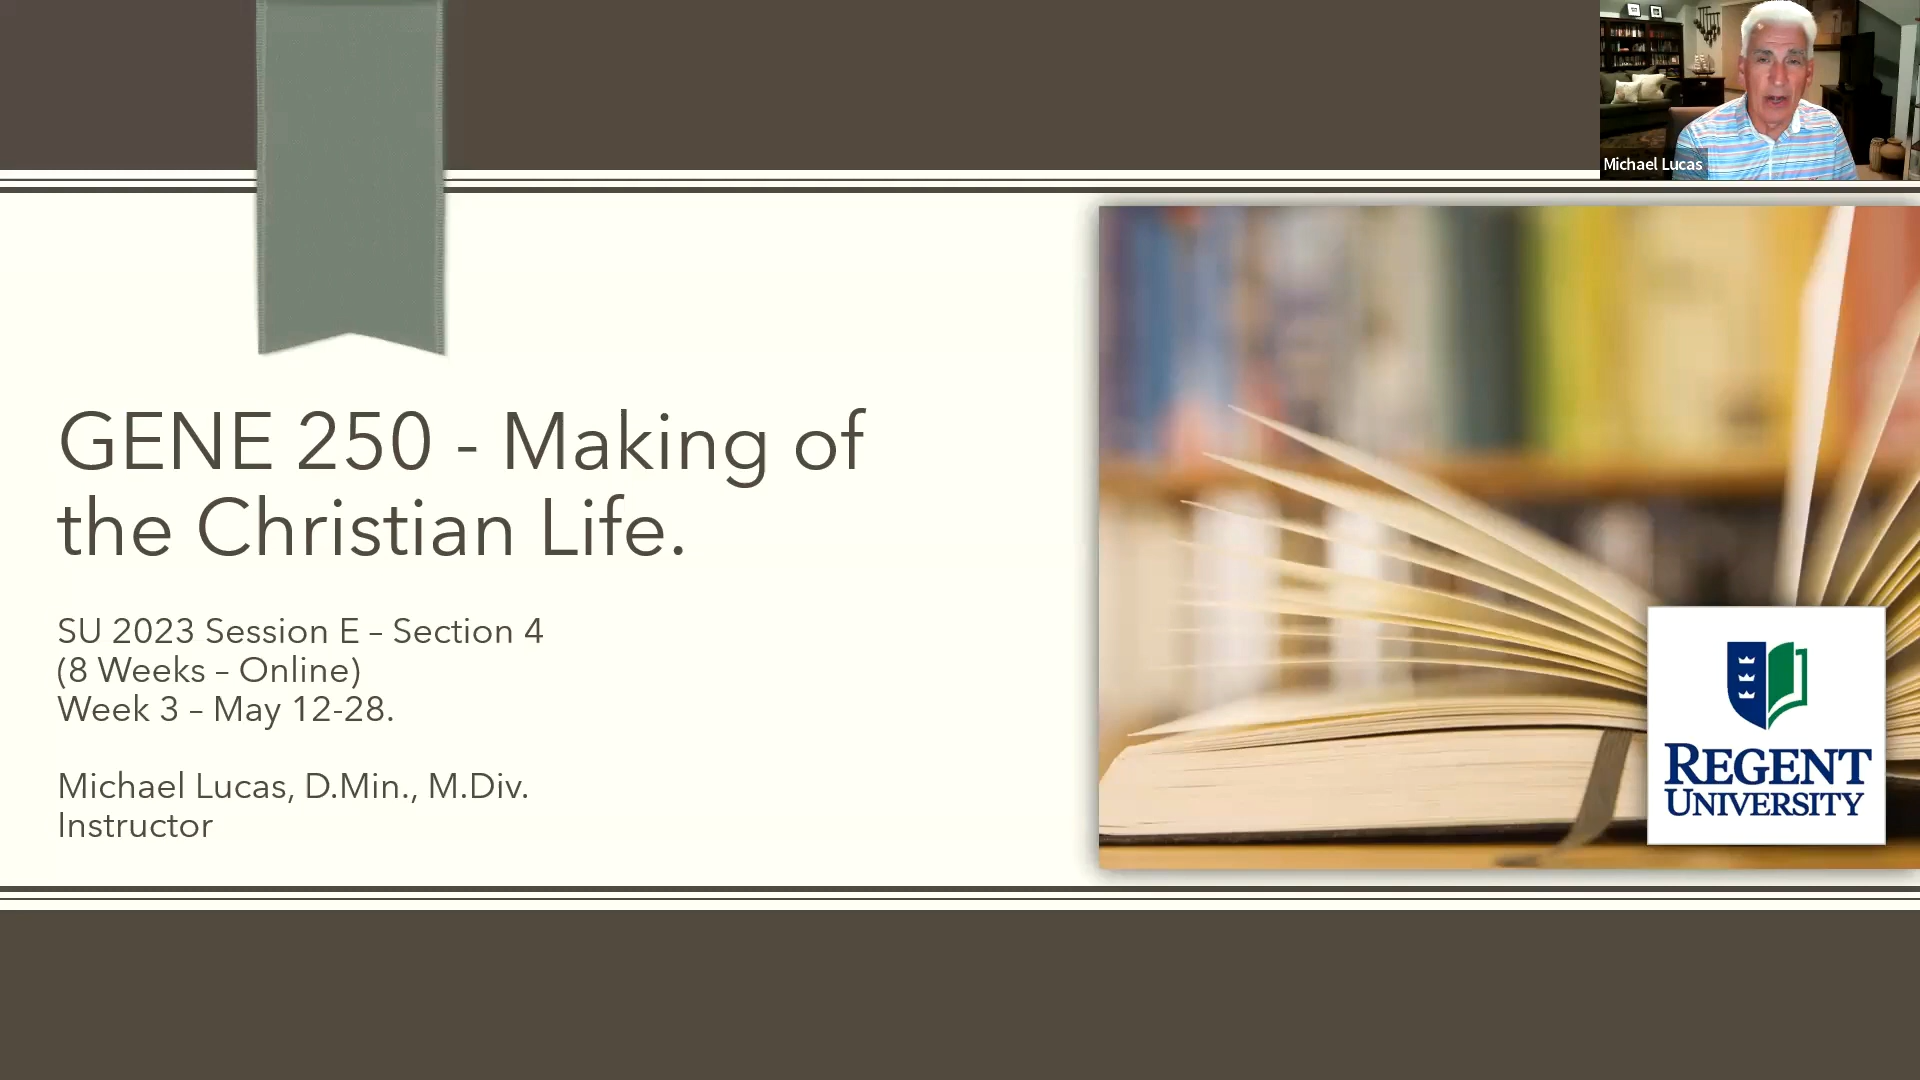 Michael Lucas
GENE 250 - Making of
the Christian Life.
SU 2023 Session E – Section 4
(8 Weeks – Online)
Week 3 – May 12-28.
Michael Lucas, D.Min., M.Div.
Instructor
REGENT
UNIVERSITY